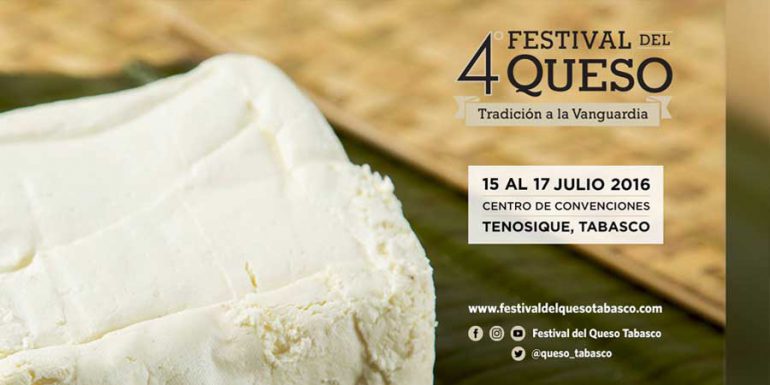 4° FESTIVAL DEL
QUESO
Tradición a la Vanguardia
15 AL 17 JULIO 2016
CENTRO DE CONVENCIONES
TENOSIQUE, TABASCO
www.festivaldelquesotabasco.com
Festival del Queso Tabasco
@queso_tabasco